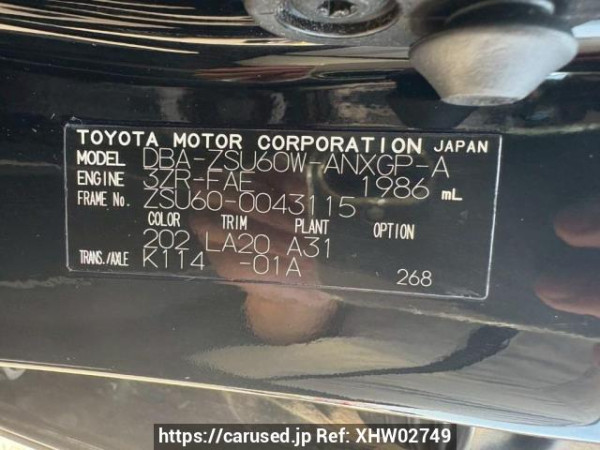 TOYOTA MOTOR CORPORATION JAPAN
MODEL DBA-ZSU60W-ANXGP-A
ENGINE 3ZR-FAE 1986 mL
FRAME No. ZSU60-0043115
COLOR TRIM PLANT OPTION
202 LA20 A31
TRANS./AXLE K114 -01A 268
https://carused.jp Ref: XHW02749